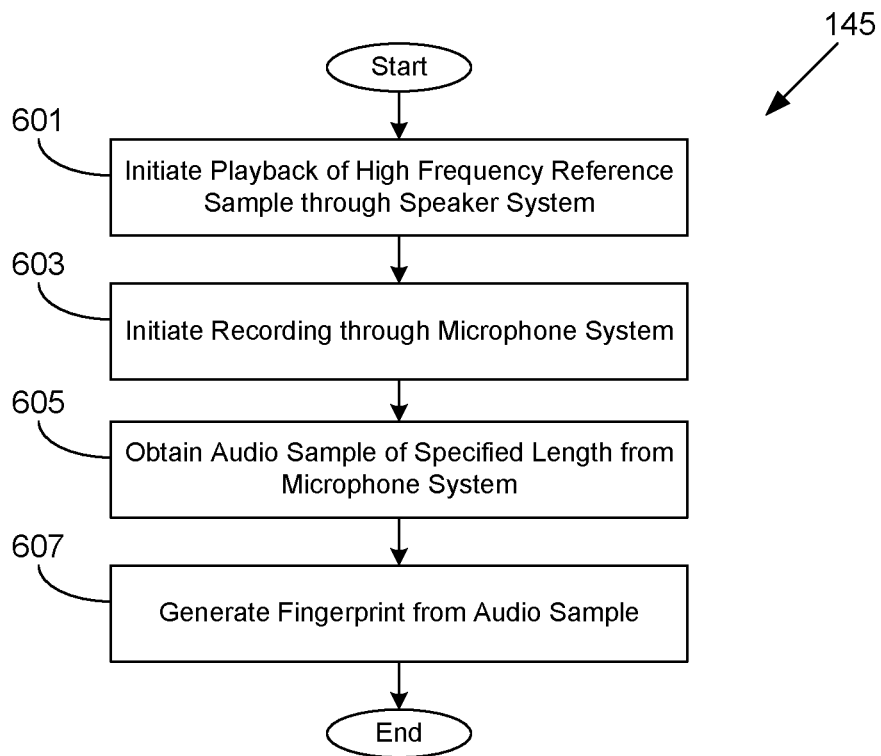 145
Start
601
Initiate Playback of High Frequency Reference
Sample through Speaker System
603
Initiate Recording through Microphone System
605
Obtain Audio Sample of Specified Length from
Microphone System
607
Generate Fingerprint from Audio Sample
End